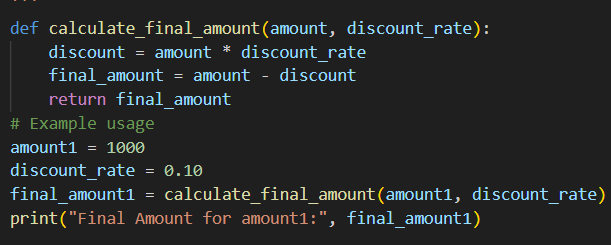 def calculate_final_amount(amount, discount_rate):
    discount = amount * discount_rate
    final_amount = amount - discount
    return final_amount
# Example usage
amount1 = 1000
discount_rate = 0.10
final_amount1 = calculate_final_amount(amount1, discount_rate)
print("Final Amount for amount1:", final_amount1)